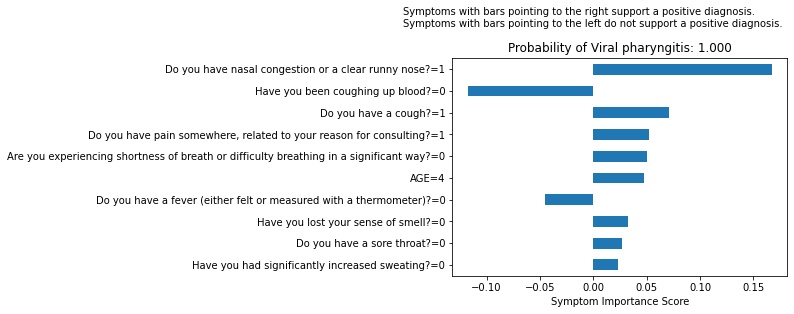 Symptoms with bars pointing to the right support a positive diagnosis.
Symptoms with bars pointing to the left do not support a positive diagnosis.
Probability of Viral pharyngitis: 1.000
Do you have nasal congestion or a clear runny nose?=1
Have you been coughing up blood?=0
Do you have a cough?=1
Do you have pain somewhere, related to your reason for consulting?=1
Are you experiencing shortness of breath or difficulty breathing in a significant way?=0
AGE=4
Do you have a fever (either felt or measured with a thermometer)?=0
Have you lost your sense of smell?=0
Do you have a sore throat?=0
Have you had significantly increased sweating?=0
−0.10 −0.05 0.00 0.05 0.10 0.15
Symptom Importance Score